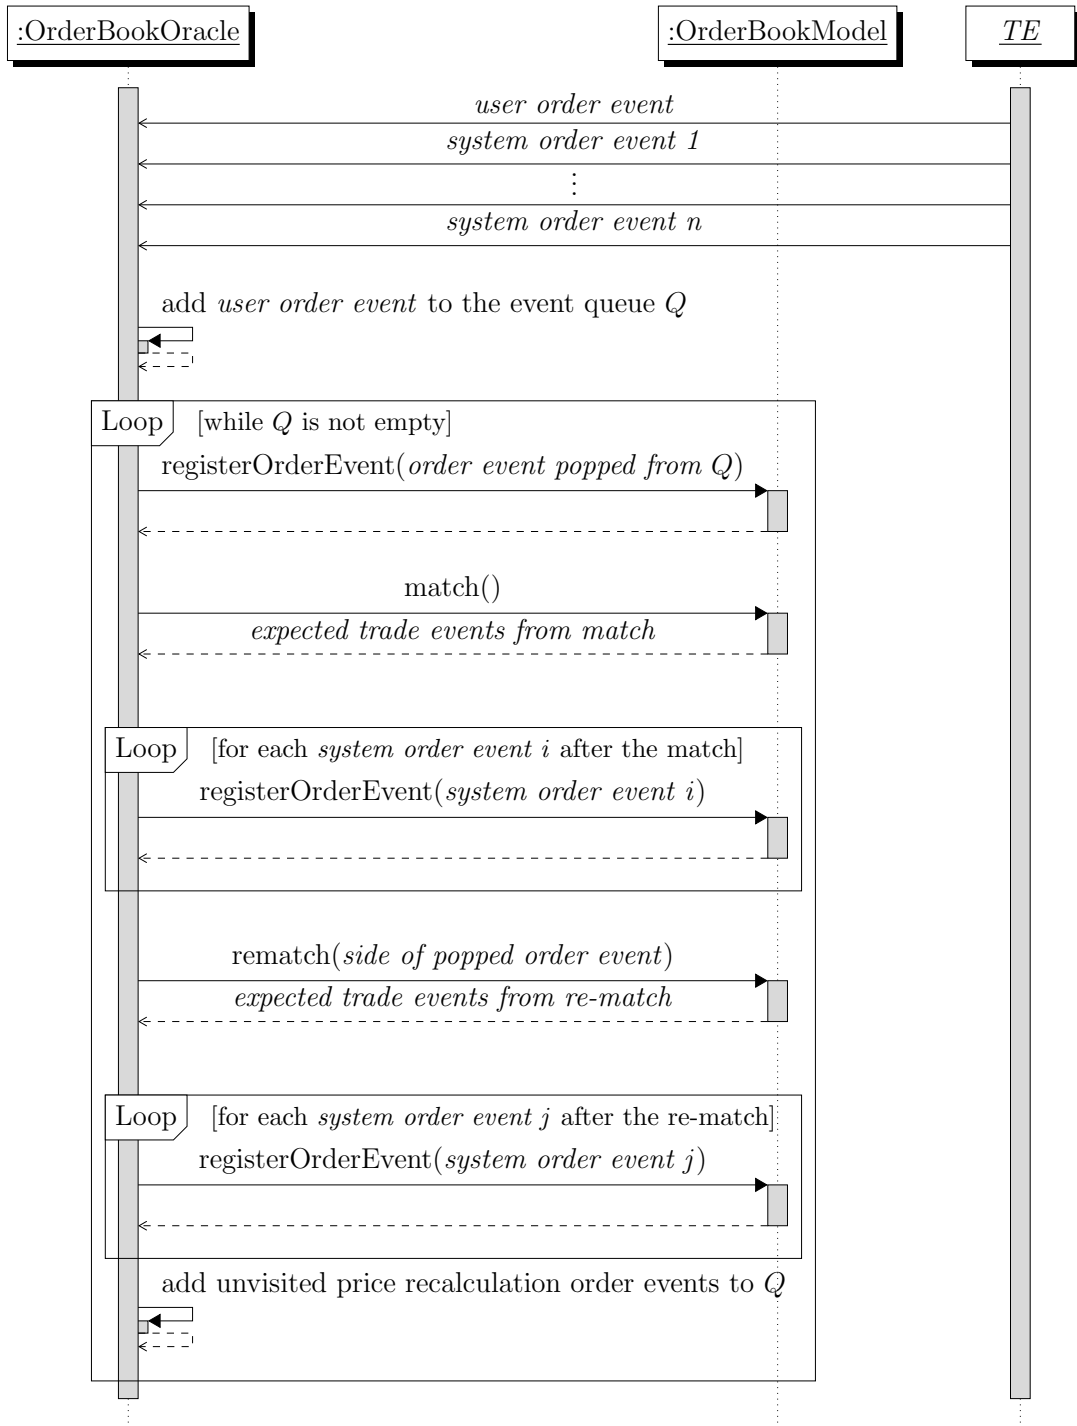 :OrderBookOracle
:OrderBookModel
TE
user order event
system order event 1
⋮
system order event n
add user order event to the event queue Q
Loop [while Q is not empty]
registerOrderEvent(order event popped from Q)
match()
expected trade events from match
Loop [for each system order event i after the match]
registerOrderEvent(system order event i)
rematch(side of popped order event)
expected trade events from re-match
Loop [for each system order event j after the re-match]
registerOrderEvent(system order event j)
add unvisited price recalculation order events to Q